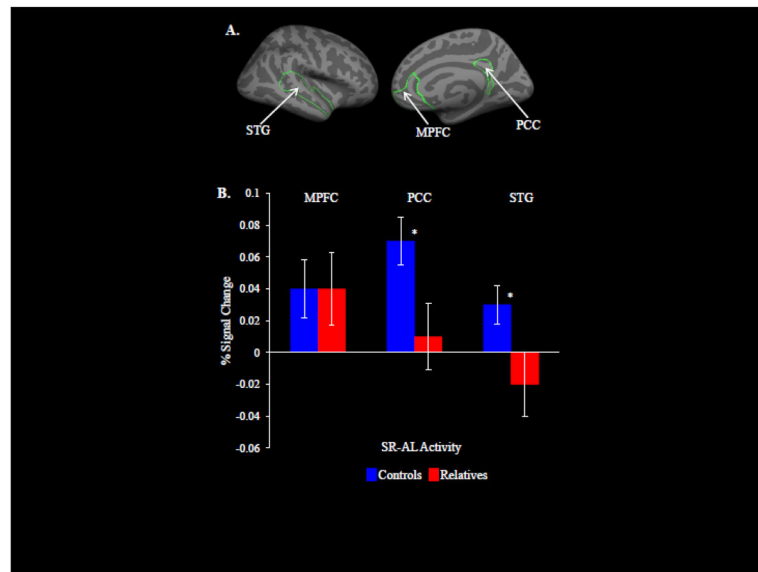 A.
STG
MPFC
PCC
B.
MPFC PCC STG
% Signal Change
0.1
0.08
0.06
0.04
0.02
0
-0.02
-0.04
-0.06
*
*
SR-AL Activity
Controls Relatives